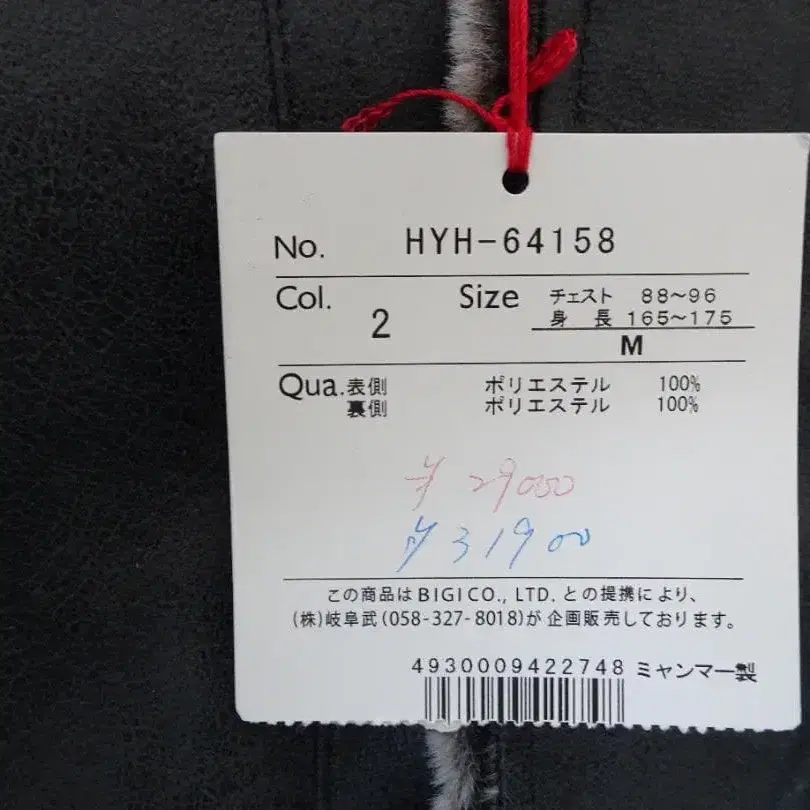 No. HYH-64158
Col. 2 Size チェスト 88~96
身長 165~175
M
Qua. 表側 ポリエステル 100%
裏側 ポリエステル 100%
¥29000
¥31900
この商品はBIGI CO., LTD. との提携により、
(株)岐阜武(058-327-8018)が企画販売しております。
4930009422748 ミャンマー製